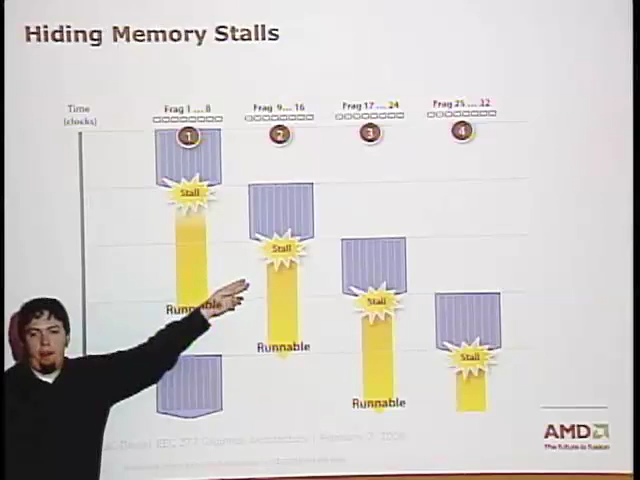 Hiding Memory Stalls
Time
(clocks)
Frag 1 ... 8
Frag 9... 16
Frag 17 ... 24
Frag 25 ... 32
1
2
3
4
Stall
Stall
Stall
Stall
Runnable
Runnable
Runnable
AMD
The future is fusion